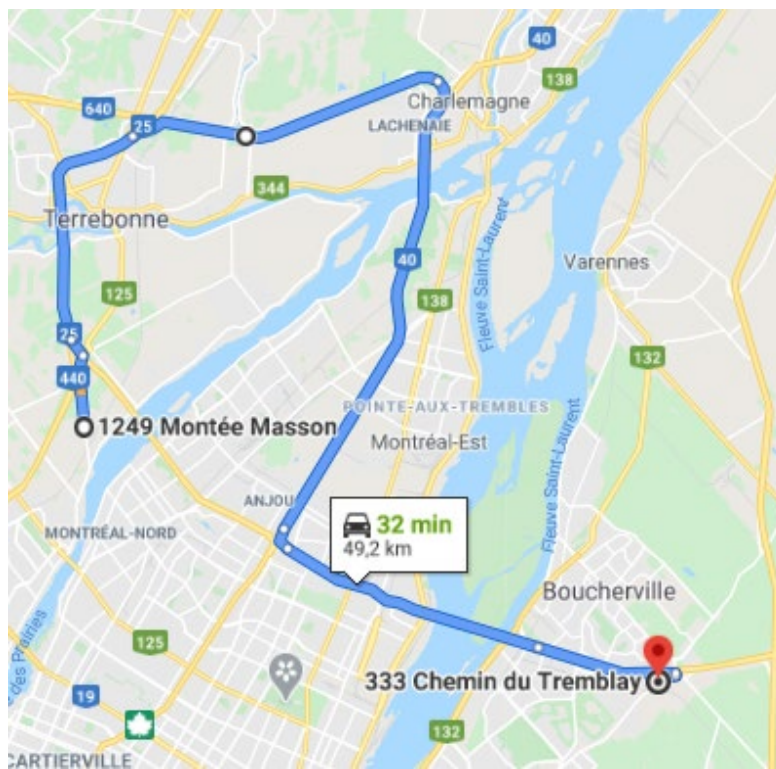 40
138
Charlemagne
640
25
LACHENAIE
344
Terrebonne
Fleuve Saint-Laurent
40
Varennes
125
138
25
132
440
POINTE-AUX-TREMBLES
1249 Montée Masson
Montréal-Est
Fleuve Saint-Laurent
ANJOU
MONTRÉAL-NORD
32 min
49,2 km
Boucherville
125
des Prairies
333 Chemin du Tremblay
19
132
CARTIERVILLE